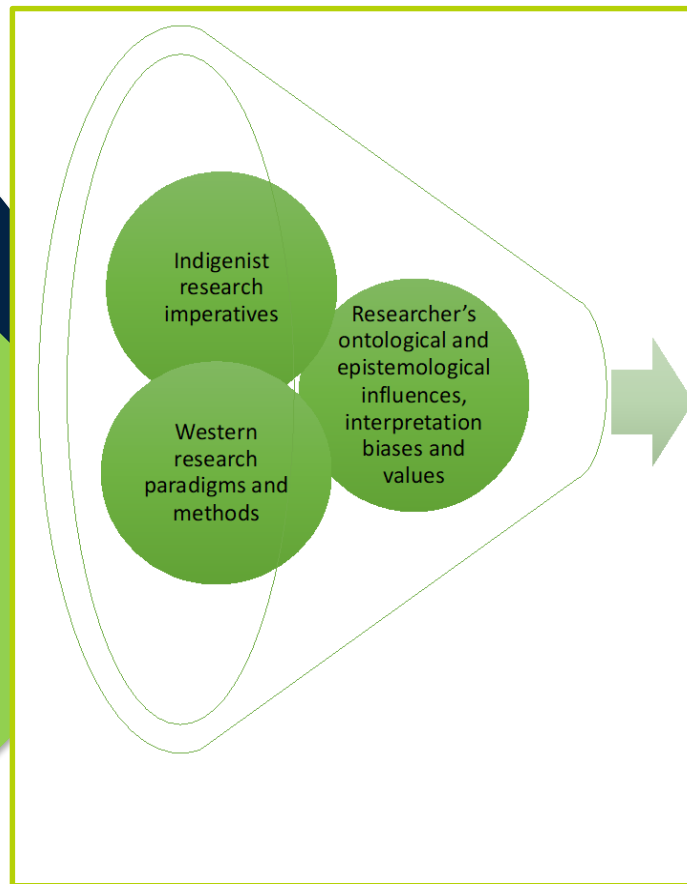 Indigenist
research
imperatives
Researcher’s
ontological and
epistemological
influences,
interpretation
biases and
values
Western
research
paradigms and
methods